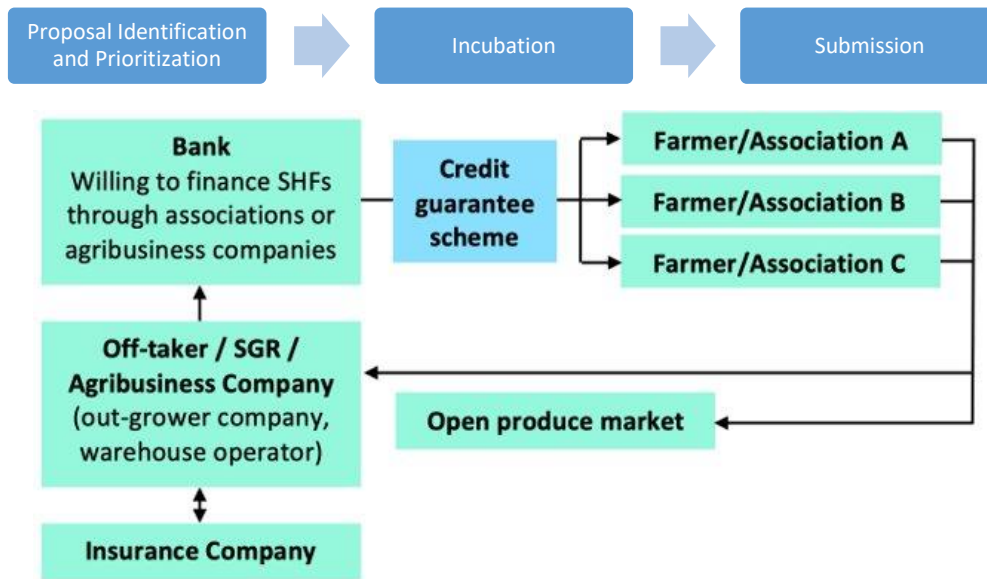 Proposal Identification
and Prioritization
Incubation
Submission
Bank
Willing to finance SHFs
through associations or
agribusiness companies
Credit
guarantee
scheme
Farmer/Association A
Farmer/Association B
Farmer/Association C
Off-taker / SGR /
Agribusiness Company
(out-grower company,
warehouse operator)
Open produce market
Insurance Company